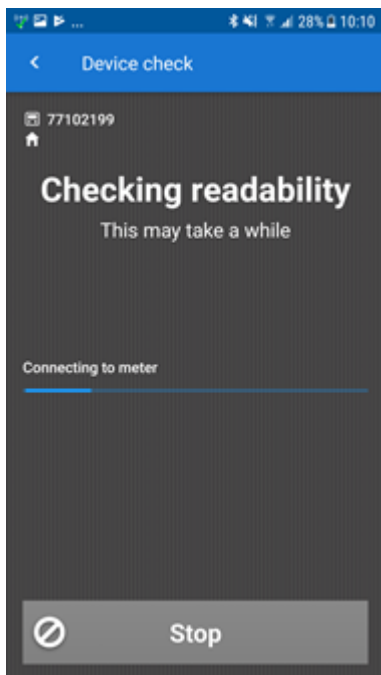 ... 28% 10:10
Device check
77102199
Checking readability
This may take a while
Connecting to meter
Stop